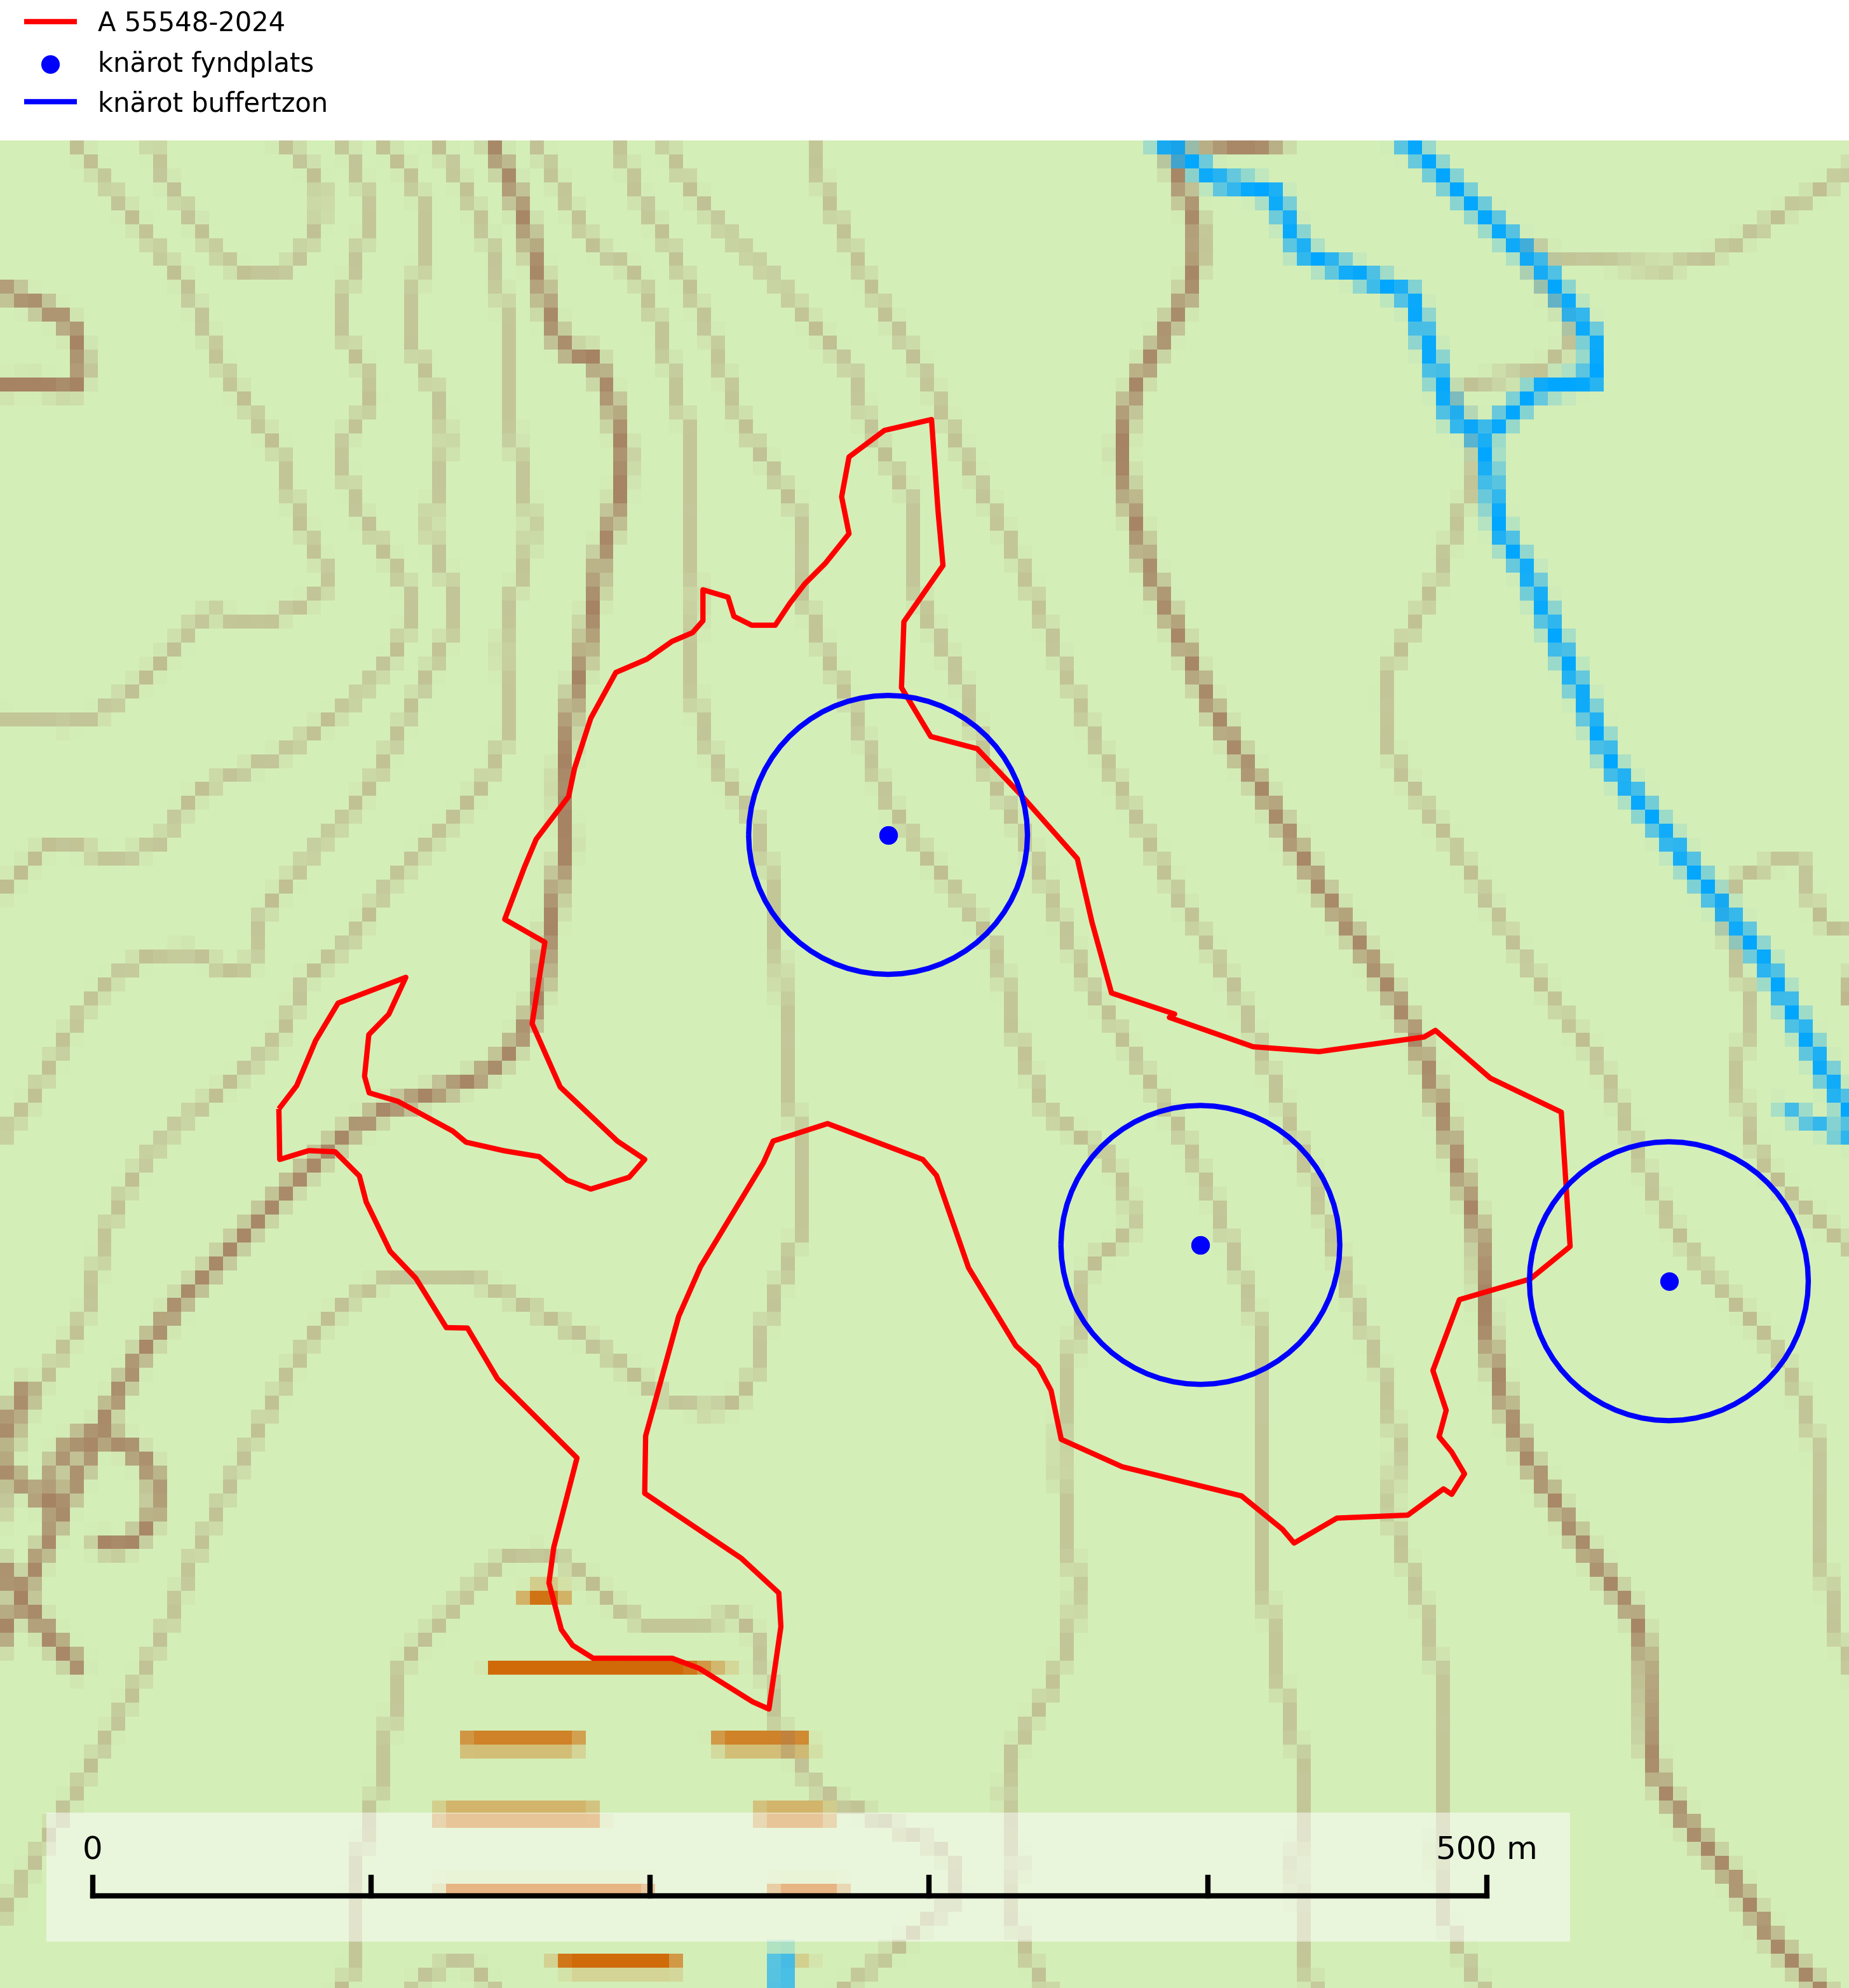 A 55548-2024
knärot fyndplats
knärot buffertzon
0 500 m